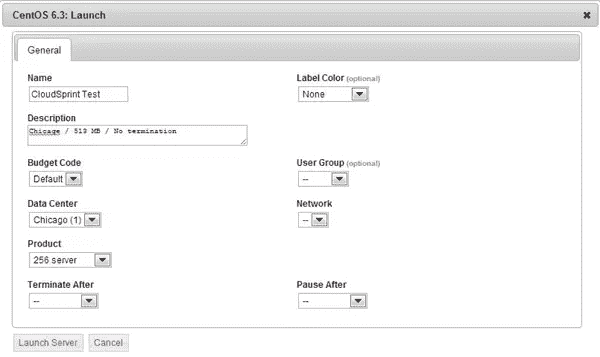 CentOS 6.3: Launch
General
Name
Label Color (optional)
CloudSprint Test
None
Description
Chicago / 513 MB / No termination
Budget Code
User Group (optional)
Default
--
Data Center
Network
Chicago (1)
--
Product
256 server
Terminate After
Pause After
--
--
Launch Server
Cancel